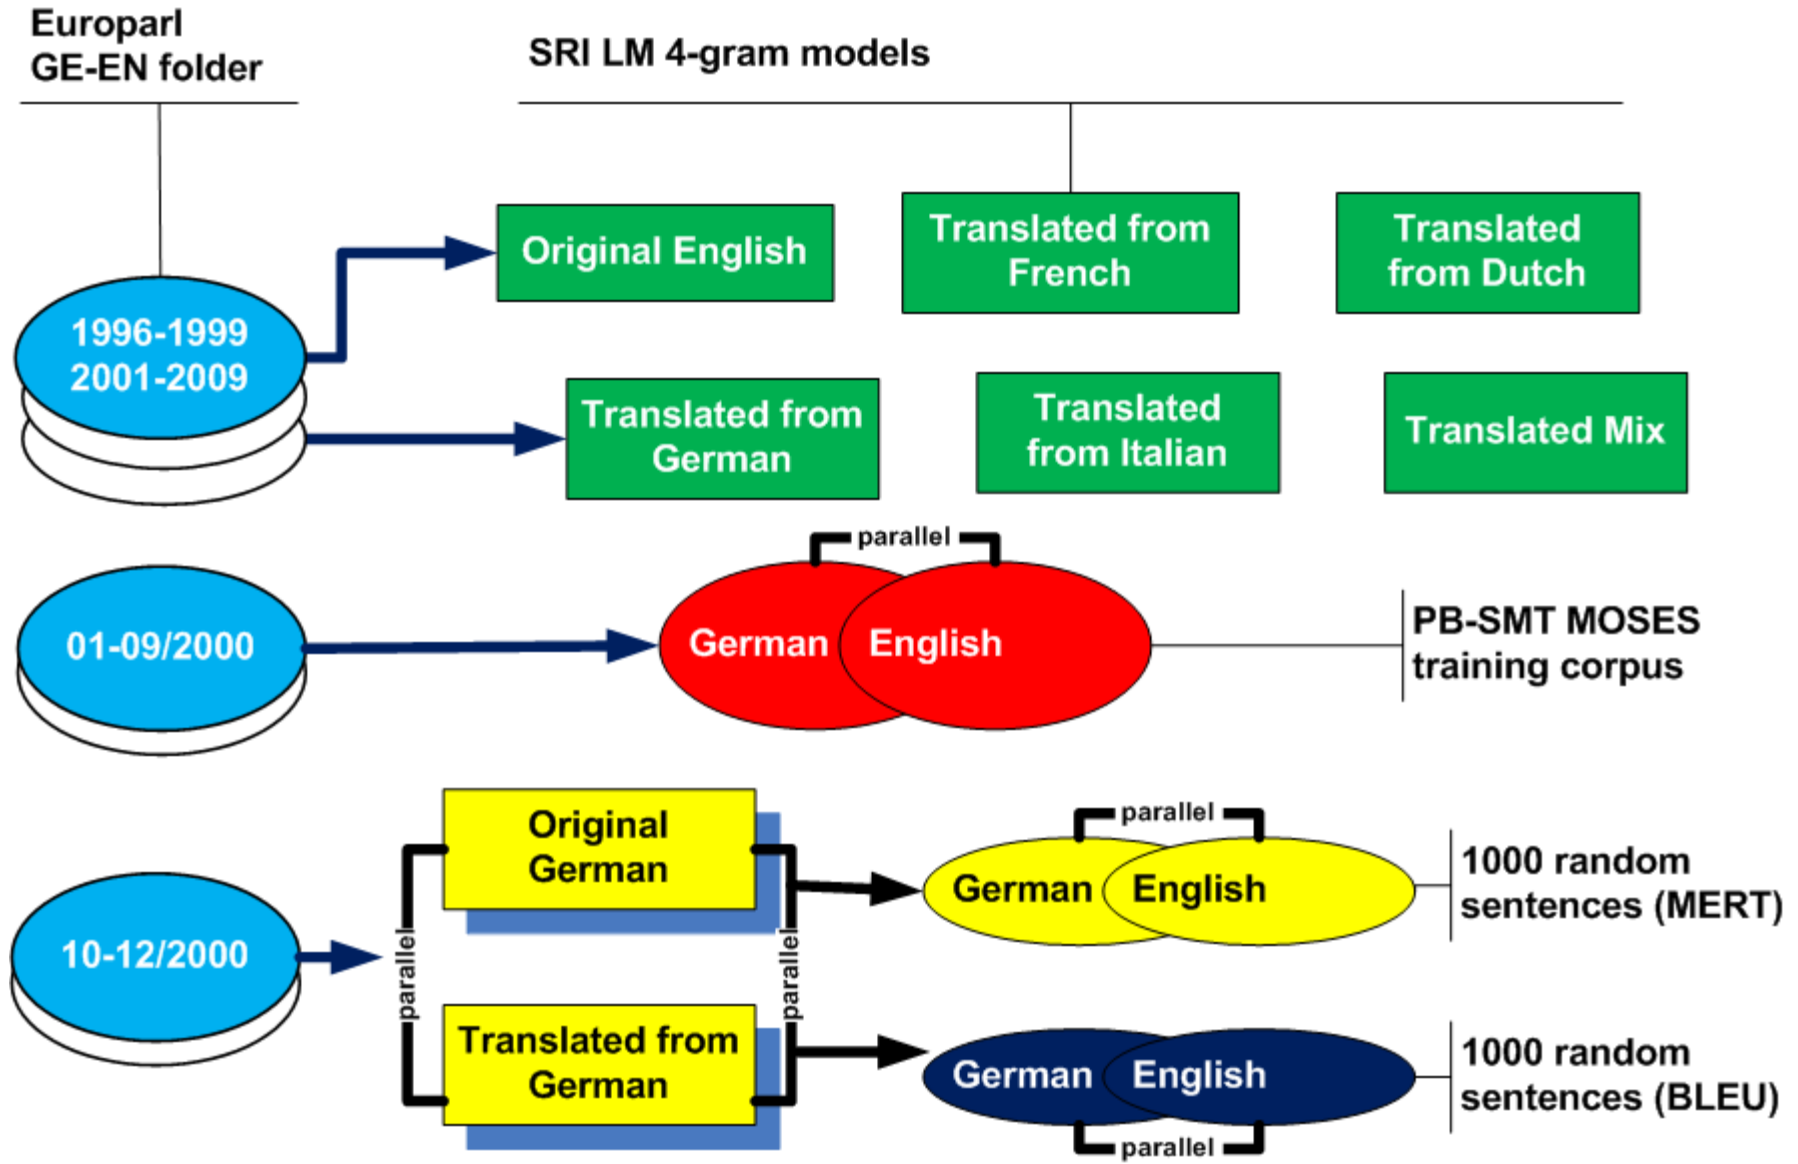 Europarl
GE-EN folder
SRI LM 4-gram models
Original English
Translated from
French
Translated
from Dutch
1996-1999
2001-2009
Translated from
German
Translated
from Italian
Translated Mix
parallel
01-09/2000
German
English
PB-SMT MOSES
training corpus
Original
German
parallel
German
English
1000 random
sentences (MERT)
10-12/2000
parallel
parallel
Translated from
German
German
English
1000 random
sentences (BLEU)
parallel